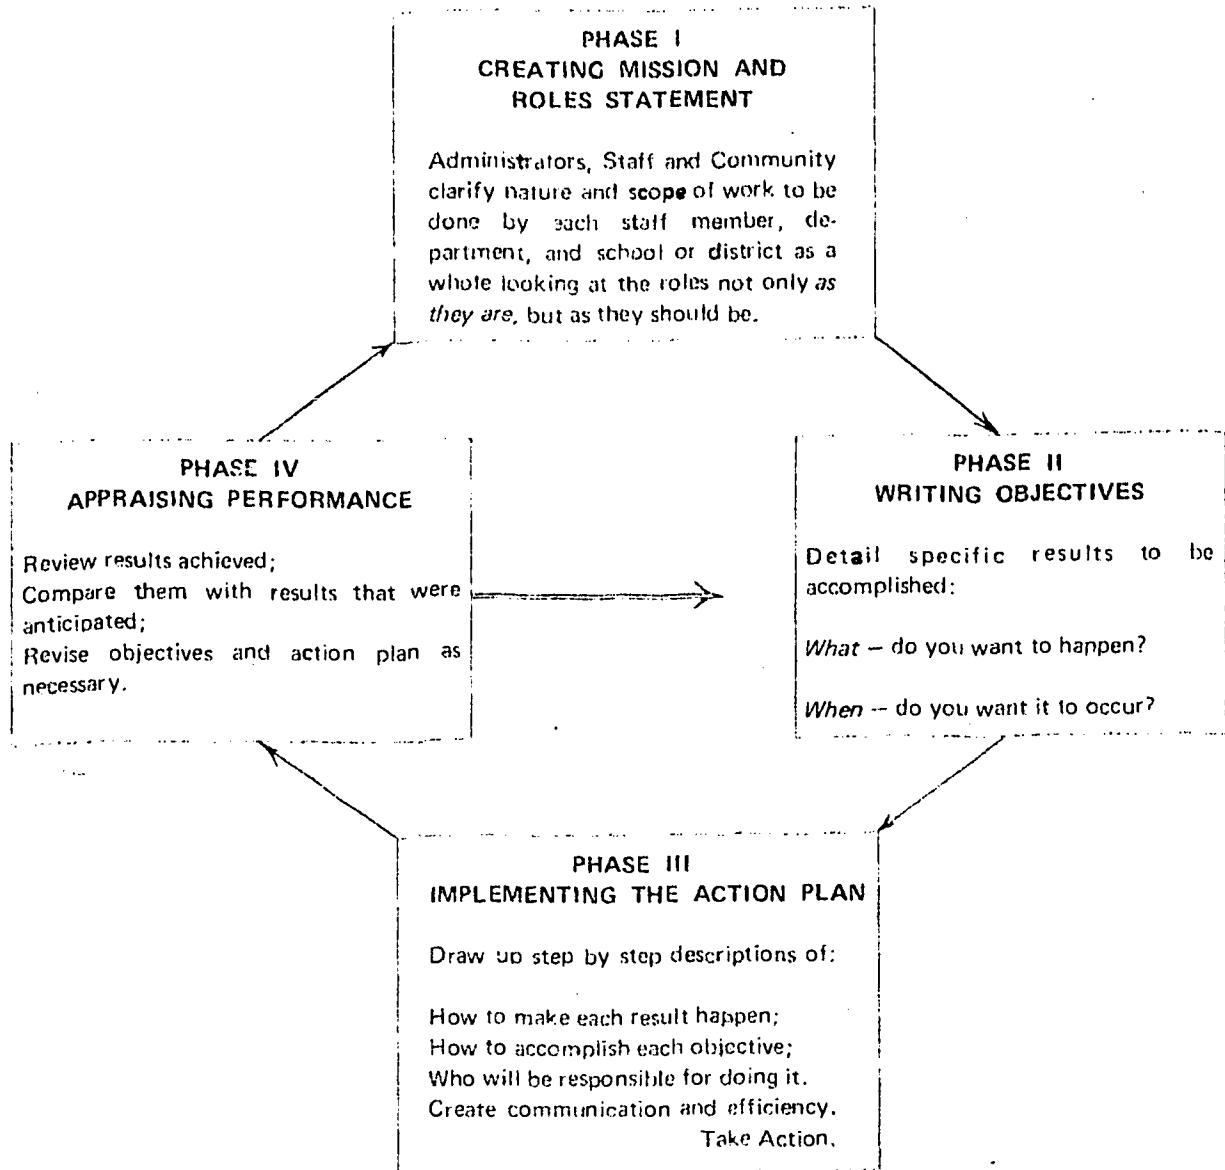 PHASE I
CREATING MISSION AND
ROLES STATEMENT
Administrators, Staff and Community
clarify nature and scope of work to be
done by each staff member, de-
partment, and school or district as a
whole looking at the roles not only as
they are, but as they should be.
PHASE II
WRITING OBJECTIVES
Detail specific results to be
accomplished:
What – do you want to happen?
When -- do you want it to occur?
PHASE III
IMPLEMENTING THE ACTION PLAN
Draw up step by step descriptions of:
How to make each result happen;
How to accomplish each objective;
Who will be responsible for doing it.
Create communication and efficiency.
Take Action.
PHASE IV
APPRAISING PERFORMANCE
Review results achieved;
Compare them with results that were
anticipated;
Revise objectives and action plan as
necessary.